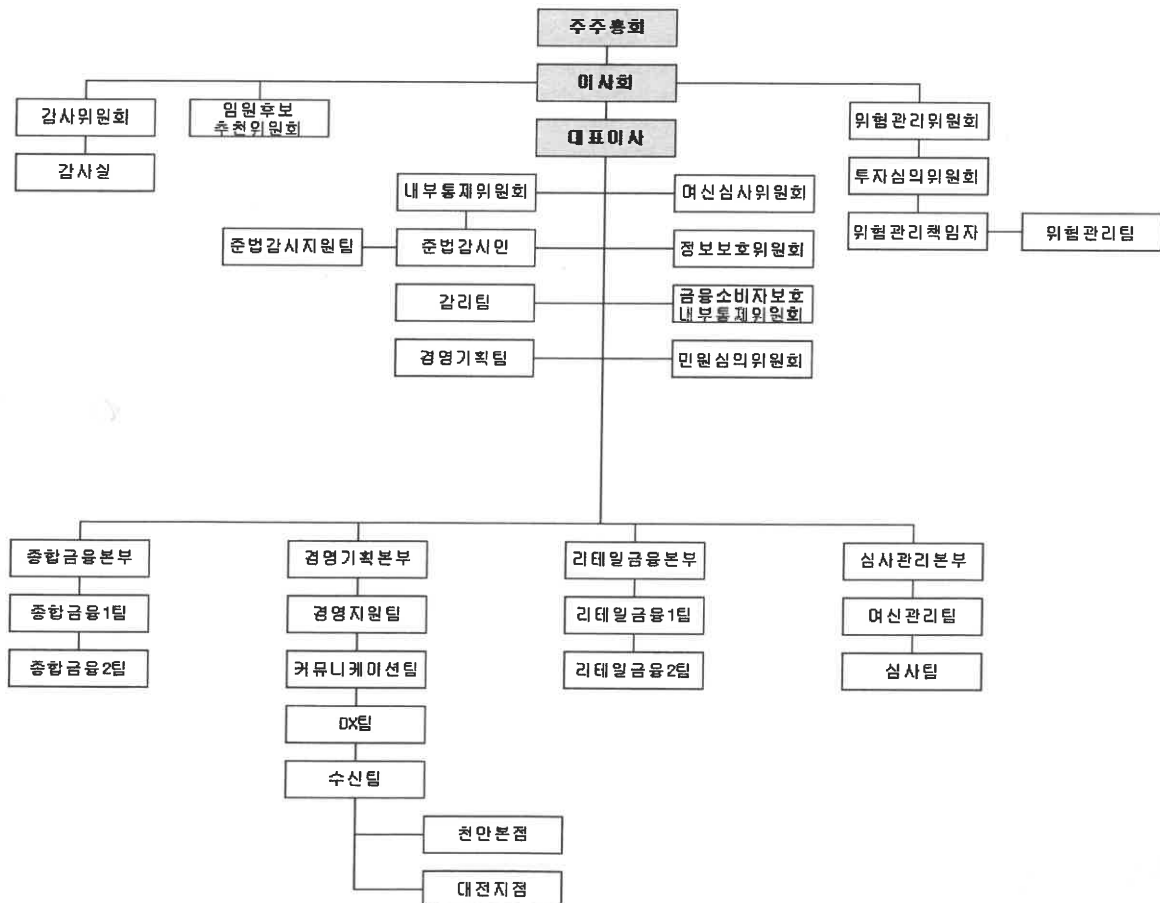 주주총회
이사회
감사위원회
임원후보
추천위원회
위험관리위원회
대표이사
감사실
투자심의위원회
내부통제위원회
여신심사위원회
준법감시지원팀
준법감시인
정보보호위원회
위험관리책임자
위험관리팀
감리팀
금융소비자보호
내부통제위원회
경영기획팀
민원심의위원회
종합금융본부
경영기획본부
리테일금융본부
심사관리본부
종합금융1팀
경영지원팀
리테일금융1팀
여신관리팀
종합금융2팀
커뮤니케이션팀
리테일금융2팀
심사팀
DX팀
수신팀
천안본점
대전지점